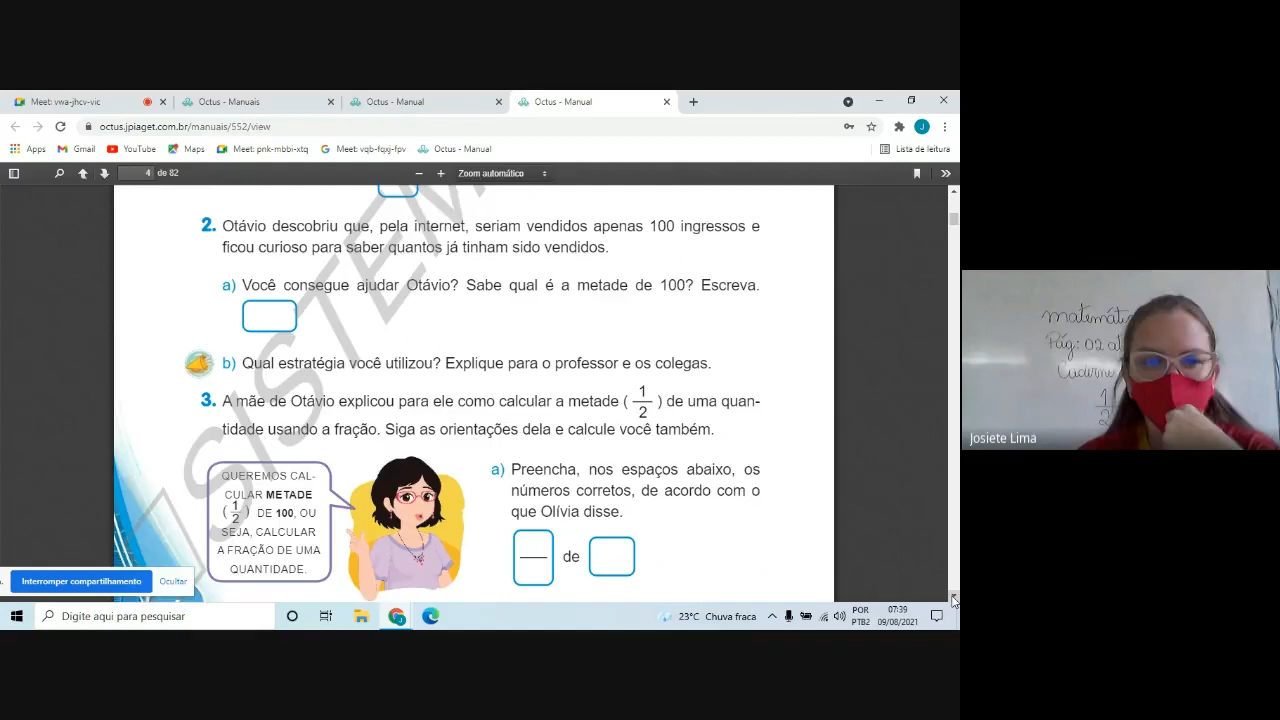 Meet: vwa-jhcv-vic
Octus - Manuais
Octus - Manual
Octus - Manual
octus.jpiaget.com.br/manuais/552/view
Apps
Gmail
YouTube
Maps
Meet: pnk-mbbi-xtq
Meet: vqb-fqxj-fpv
Octus - Manual
Lista de leitura
4 de 82
Zoom automático
SISTEM
2. Otávio descobriu que, pela internet, seriam vendidos apenas 100 ingressos e
ficou curioso para saber quantos já tinham sido vendidos.
a) Você consegue ajudar Otávio? Sabe qual é a metade de 100? Escreva.
b) Qual estratégia você utilizou? Explique para o professor e os colegas.
3. A mãe de Otávio explicou para ele como calcular a metade ( 1/2 ) de uma quan-
tidade usando a fração. Siga as orientações dela e calcule você também.
QUEREMOS CAL-
CULAR METADE
( 1/2 ) DE 100, OU
SEJA, CALCULAR
A FRAÇÃO DE UMA
QUANTIDADE.
a) Preencha, nos espaços abaixo, os
números corretos, de acordo com o
que Olívia disse.
de
Interromper compartilhamento
Ocultar
Digite aqui para pesquisar
23°C Chuva fraca
POR
PTB2
07:39
09/08/2021
matemátic
Pág: 02 a
Caderno
1
2
Josiete Lima